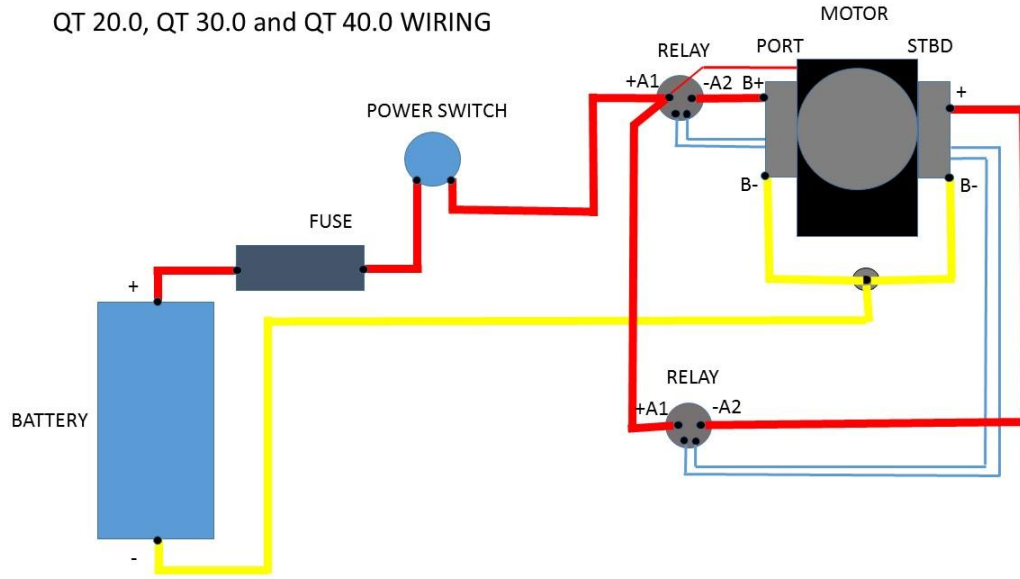 QT 20.0, QT 30.0 and QT 40.0 WIRING
MOTOR
RELAY
PORT
STBD
+A1
-A2
B+
+
POWER SWITCH
B-
B-
FUSE
+
RELAY
+A1
-A2
BATTERY
-